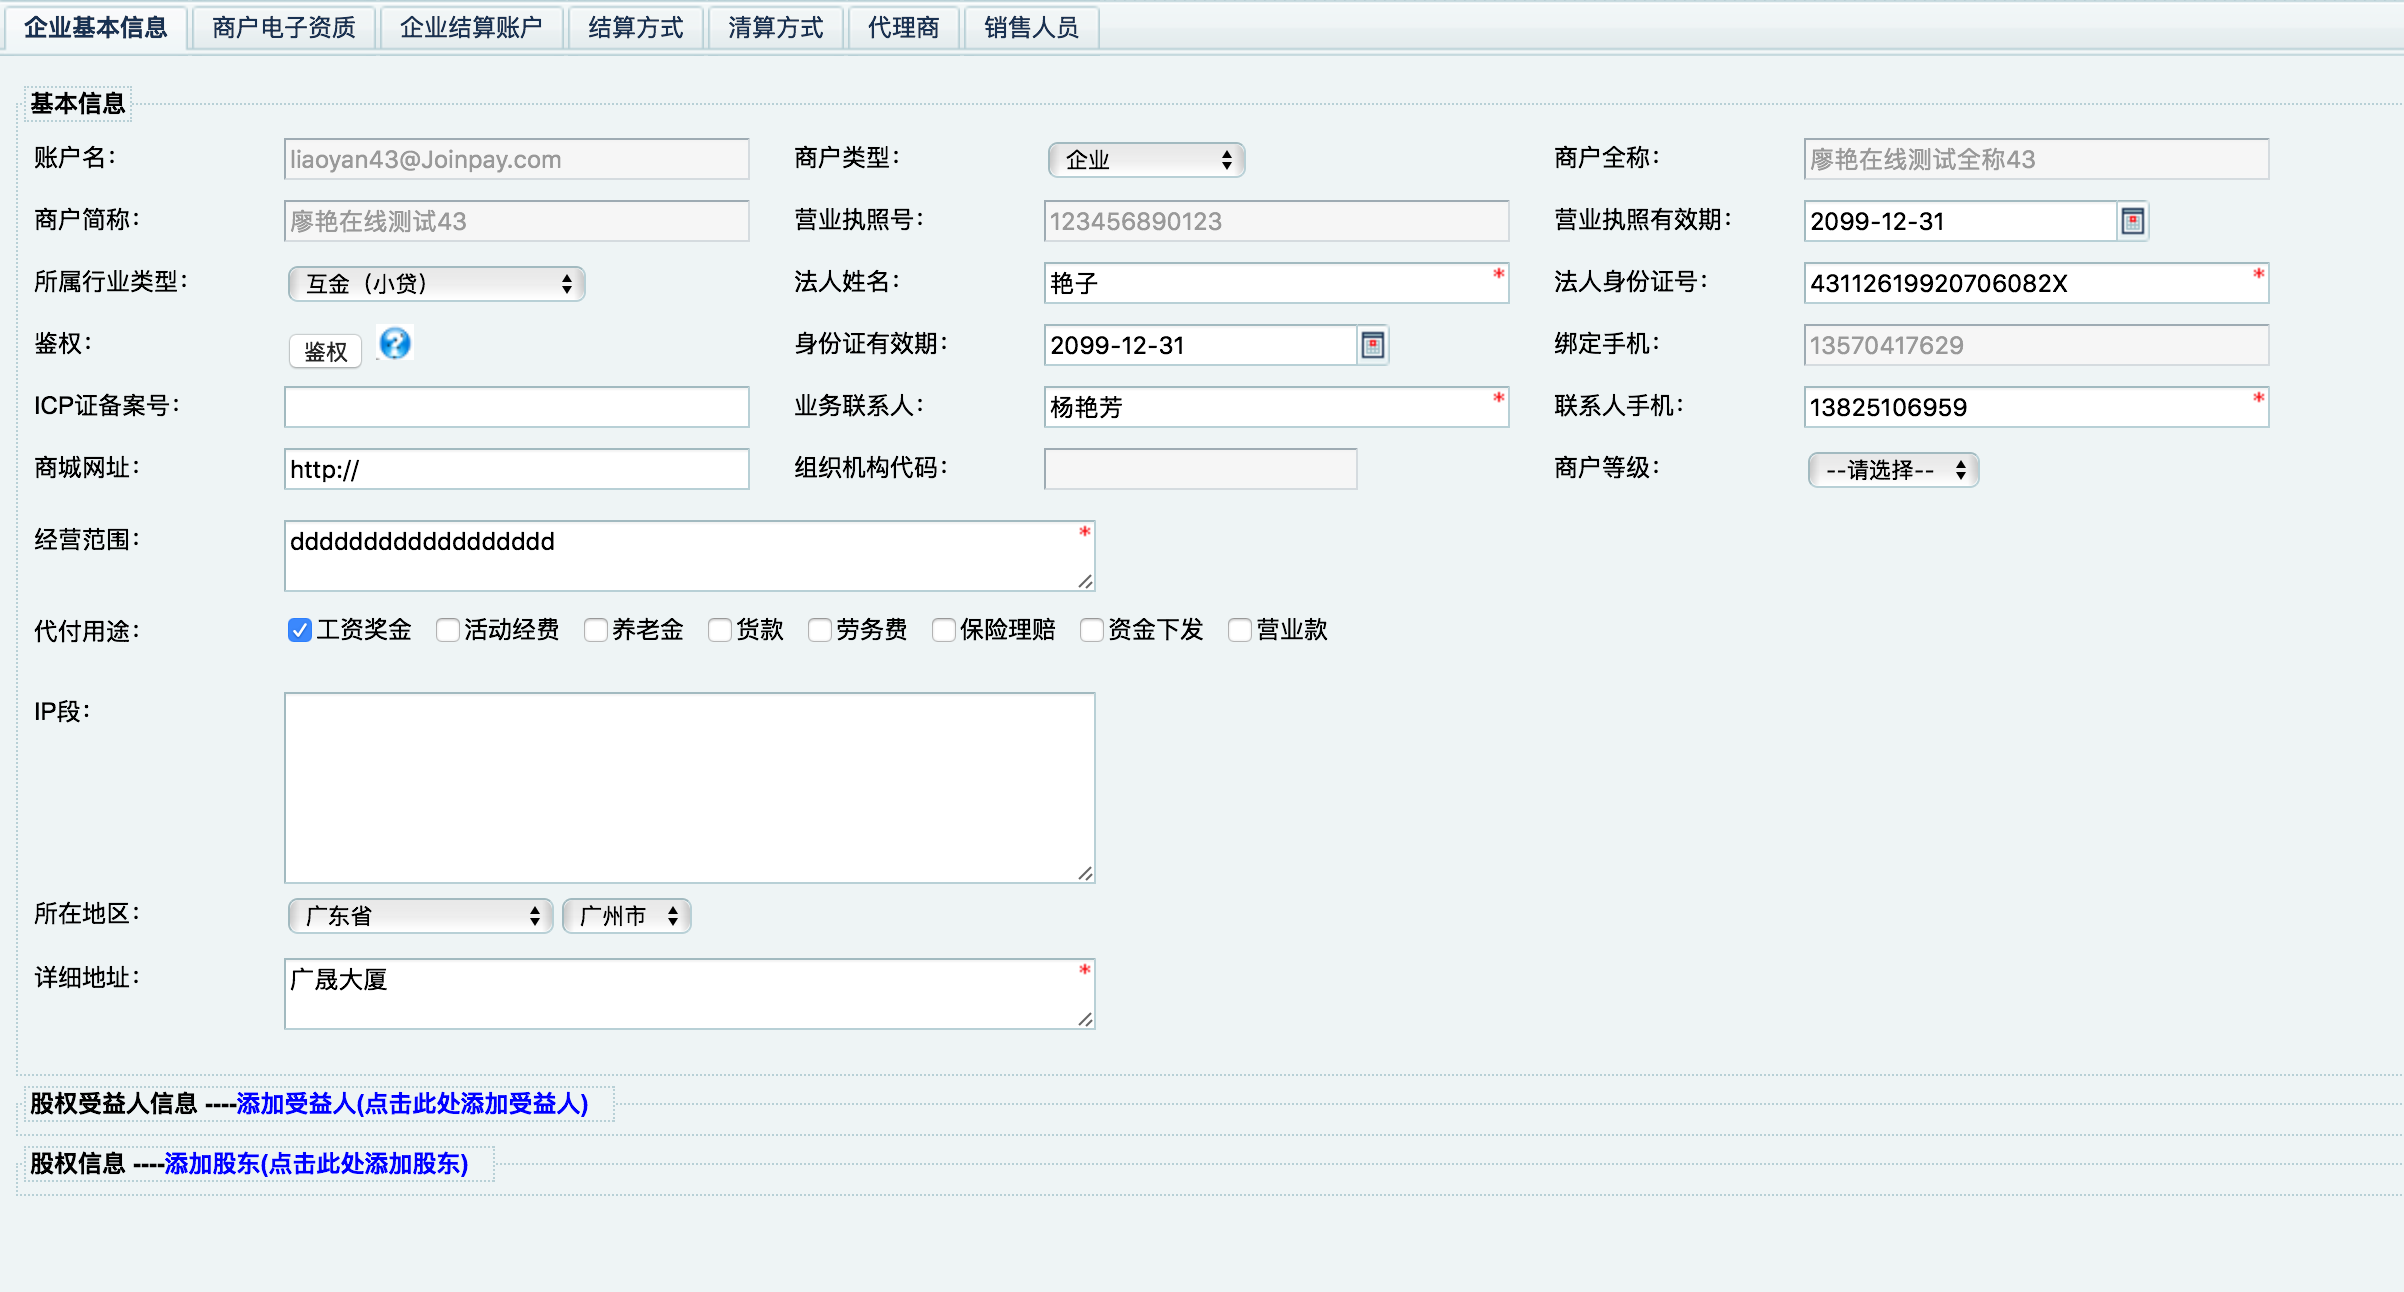 企业基本信息 商户电子资质 企业结算账户 结算方式 清算方式 代理商 销售人员
基本信息
账户名： liaoyan43@Joinpay.com 商户类型： 企业 商户全称： 廖艳在线测试全称43
商户简称： 廖艳在线测试43 营业执照号： 123456890123 营业执照有效期： 2099-12-31
所属行业类型： 互金（小贷） 法人姓名： 艳子 * 法人身份证号： 43112619920706082X *
鉴权： 鉴权 身份证有效期： 2099-12-31 绑定手机： 13570417629
ICP证备案号： 业务联系人： 杨艳芳 * 联系人手机： 13825106959 *
商城网址： http:// 组织机构代码： 商户等级： --请选择--
经营范围： dddddddddddddddddd *
代付用途： 工资奖金 活动经费 养老金 货款 劳务费 保险理赔 资金下发 营业款
IP段：
所在地区： 广东省 广州市
详细地址： 广晟大厦 *
股权受益人信息 ----添加受益人(点击此处添加受益人)
股权信息 ----添加股东(点击此处添加股东)